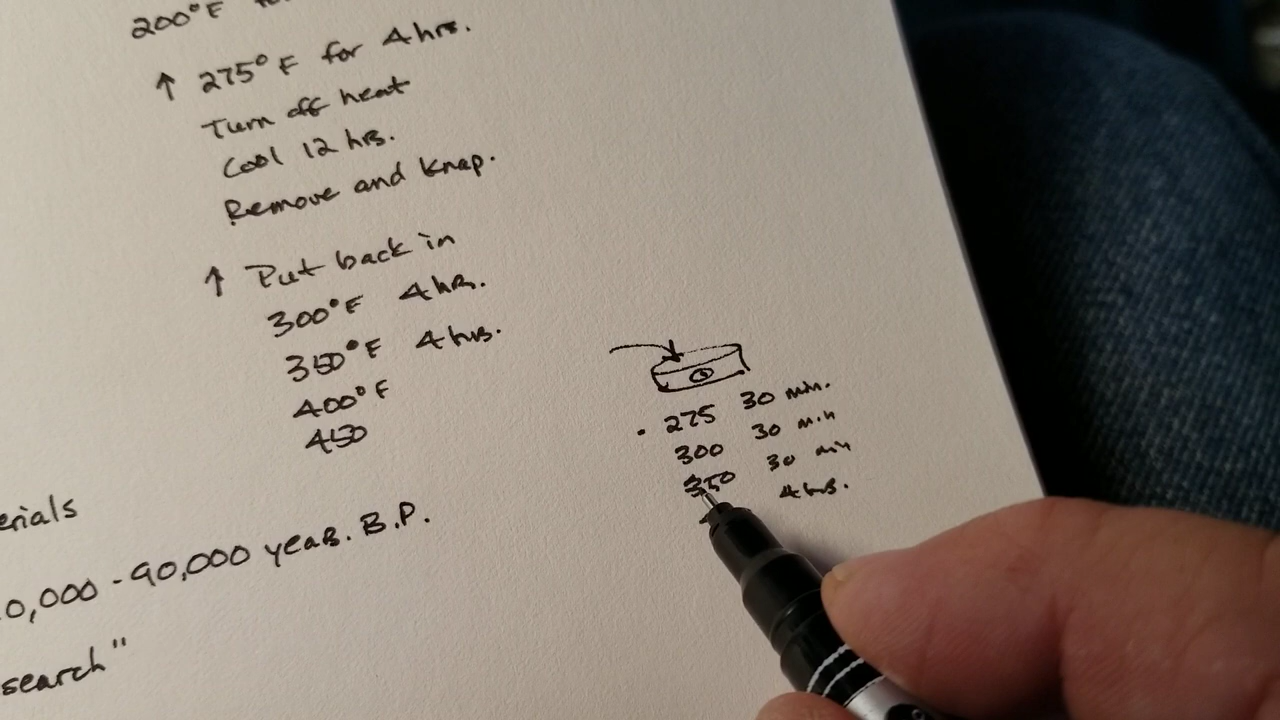 200°F
↑ 275°F for 4 hrs.
Turn off heat
Cool 12 hrs.
Remove and Knap.
↑ Put back in
300°F 4 hrs.
350°F 4 hrs.
400°F
450
erials
0,000 - 90,000 years. B.P.
search"
. 275 30 min.
300 30 min
350 30 min
4 hrs.